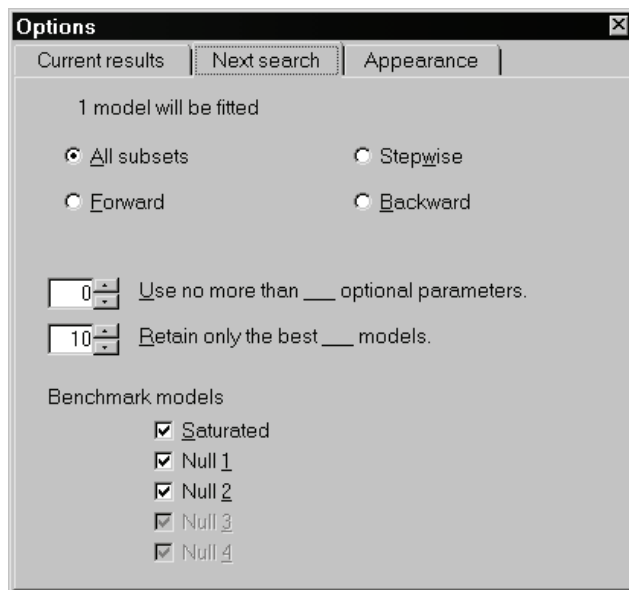 Options
Current results Next search Appearance
1 model will be fitted
All subsets Stepwise
Forward Backward
0 Use no more than ___ optional parameters.
10 Retain only the best ___ models.
Benchmark models
Saturated
Null 1
Null 2
Null 3
Null 4